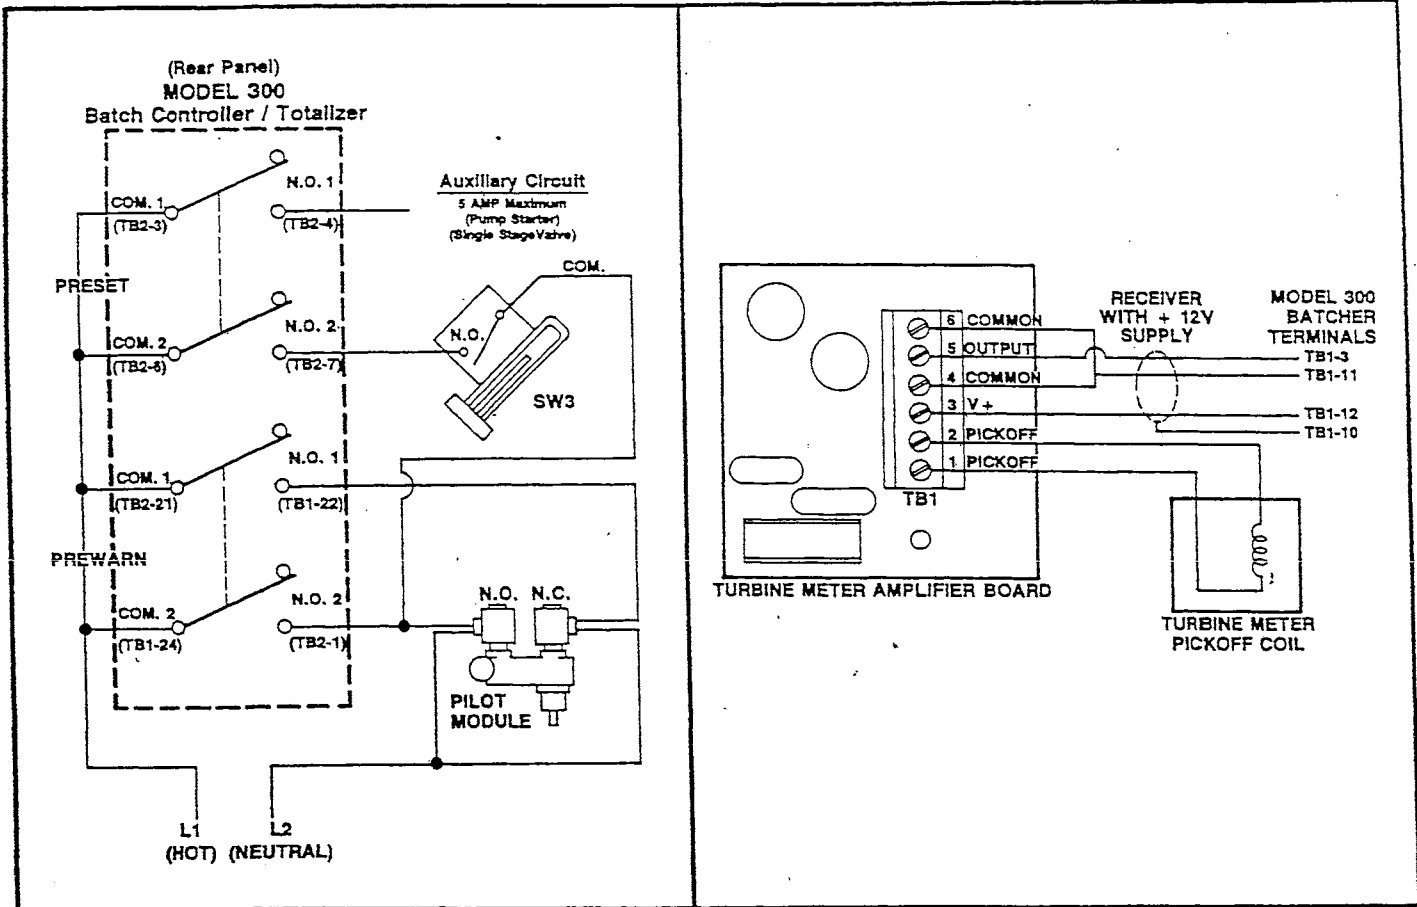 (Rear Panel)
MODEL 300
Batch Controller / Totalizer
COM. 1
(TB2-3)
N.O. 1
(TB2-4)
Auxiliary Circuit
5 AMP Maximum
(Pump Starter)
(Single Stage Valve)
PRESET
COM. 2
(TB2-6)
N.O. 2
(TB2-7)
COM.
N.O.
SW3
COM. 1
(TB2-21)
N.O. 1
(TB1-22)
PREWARN
COM. 2
(TB1-24)
N.O. 2
(TB2-1)
N.O. N.C.
PILOT
MODULE
L1
(HOT)
L2
(NEUTRAL)
6 COMMON
5 OUTPUT
4 COMMON
3 V+
2 PICKOFF
1 PICKOFF
TB1
RECEIVER
WITH + 12V
SUPPLY
MODEL 300
BATCHER
TERMINALS
TB1-3
TB1-11
TB1-12
TB1-10
TURBINE METER AMPLIFIER BOARD
TURBINE METER
PICKOFF COIL